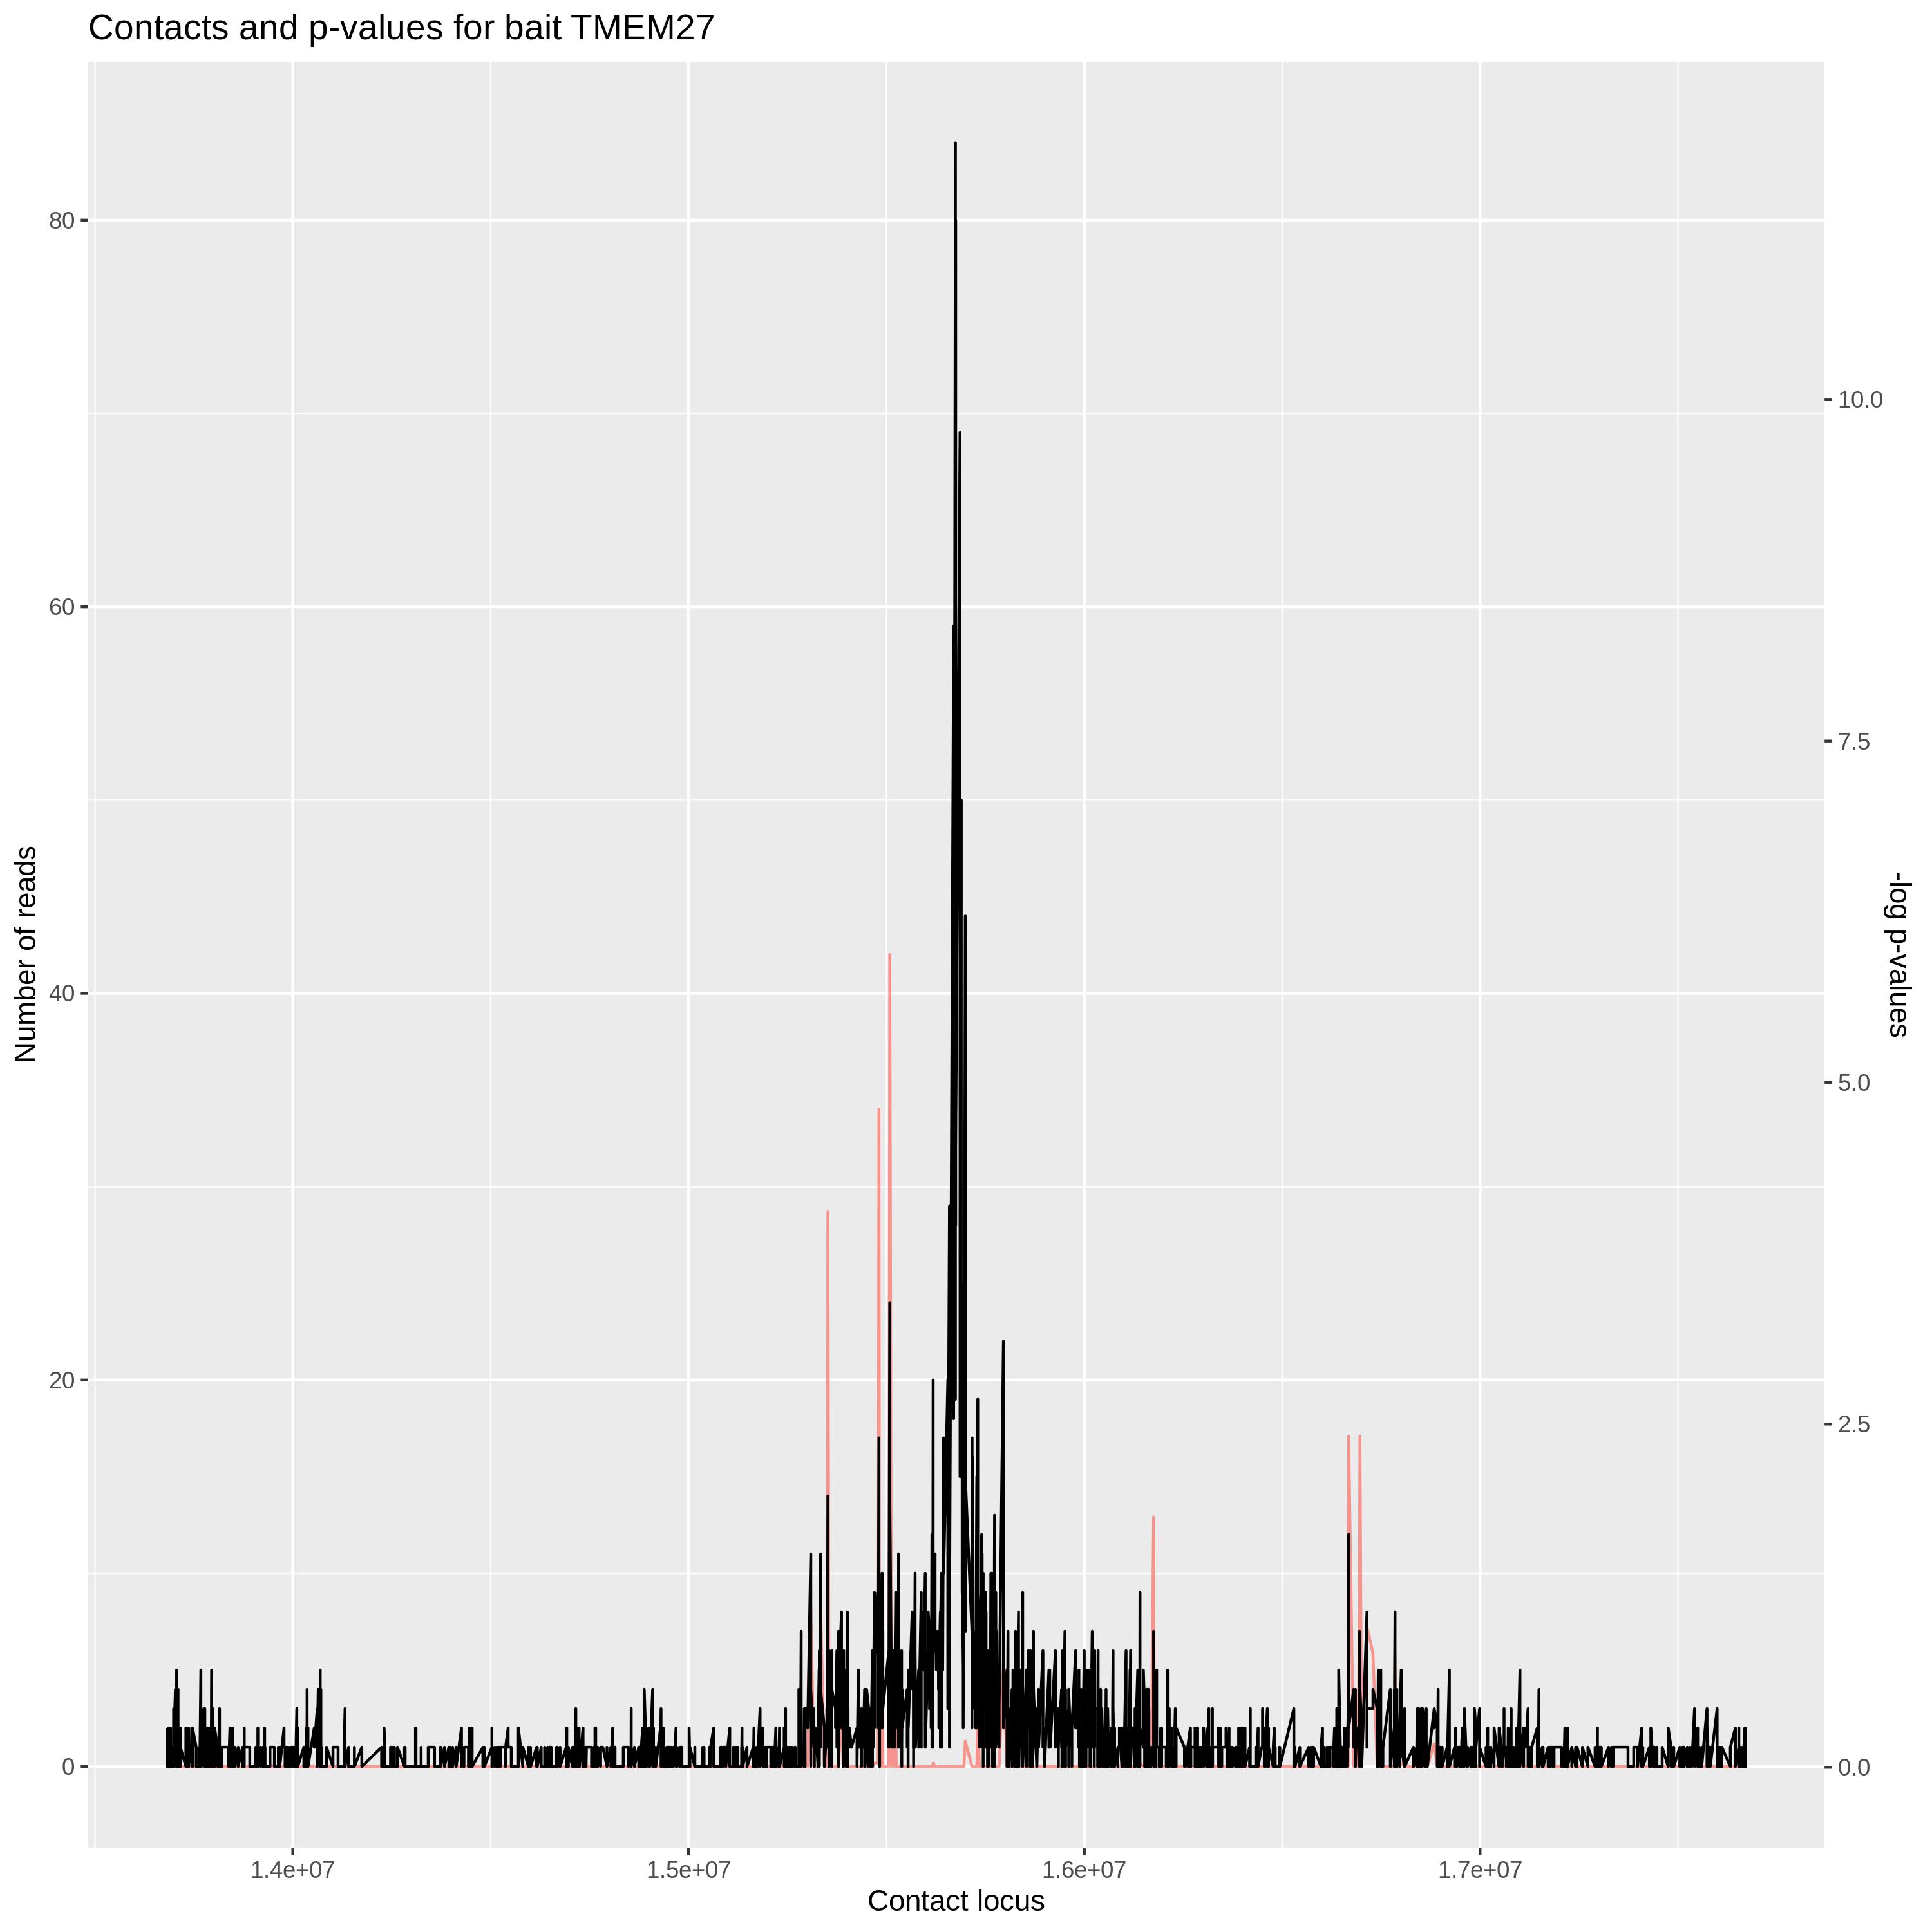 Contacts and p-values for bait TMEM27
Number of reads
80
60
40
20
0
10.0
7.5
5.0
2.5
0.0
-log p-values
1.4e+07
1.5e+07
1.6e+07
1.7e+07
Contact locus